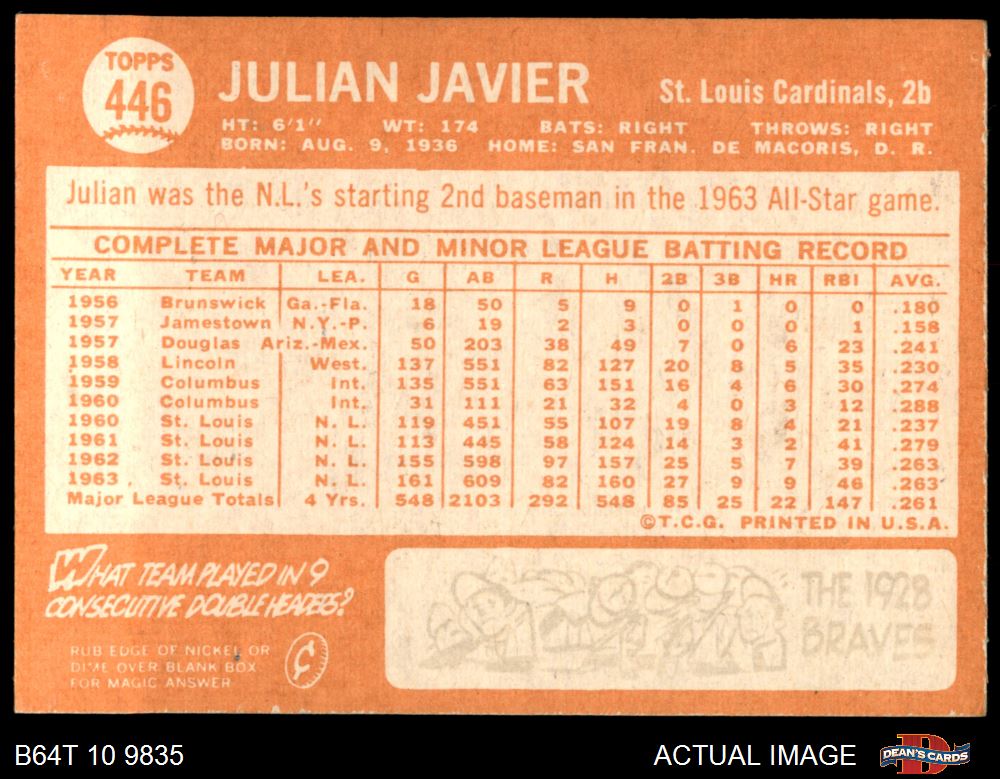 TOPPS
446
JULIAN JAVIER
St. Louis Cardinals, 2b
HT: 6'1" WT: 174 BATS: RIGHT THROWS: RIGHT
BORN: AUG. 9, 1936 HOME: SAN FRAN. DE MACORIS, D. R.
Julian was the N.L.'s starting 2nd baseman in the 1963 All-Star game.
COMPLETE MAJOR AND MINOR LEAGUE BATTING RECORD
YEAR TEAM LEA. G AB R H 2B 3B HR RBI AVG.
1956 Brunswick Ga.-Fla. 18 50 5 9 0 1 0 0 .180
1957 Jamestown N.Y.-P. 6 19 2 3 0 0 0 1 .158
1957 Douglas Ariz.-Mex. 50 203 38 49 7 0 6 23 .241
1958 Lincoln West. 137 551 82 127 20 8 5 35 .230
1959 Columbus Int. 135 551 63 151 16 4 6 30 .274
1960 Columbus Int. 31 111 21 32 4 0 3 12 .288
1960 St. Louis N. L. 119 451 55 107 19 8 4 21 .237
1961 St. Louis N. L. 113 445 58 124 14 3 2 41 .279
1962 St. Louis N. L. 155 598 97 157 25 5 7 39 .263
1963 St. Louis N. L. 161 609 82 160 27 9 9 46 .263
Major League Totals 4 Yrs. 548 2103 292 548 85 25 22 147 .261
©T.C.G. PRINTED IN U.S.A.
WHAT TEAM PLAYED IN 9
CONSECUTIVE DOUBLE HEADERS?
RUB EDGE OF NICKEL OR
DIME OVER BLANK BOX
FOR MAGIC ANSWER
¢
THE 1928
BRAVES
B64T 10 9835
ACTUAL IMAGE
DEAN'S CARDS